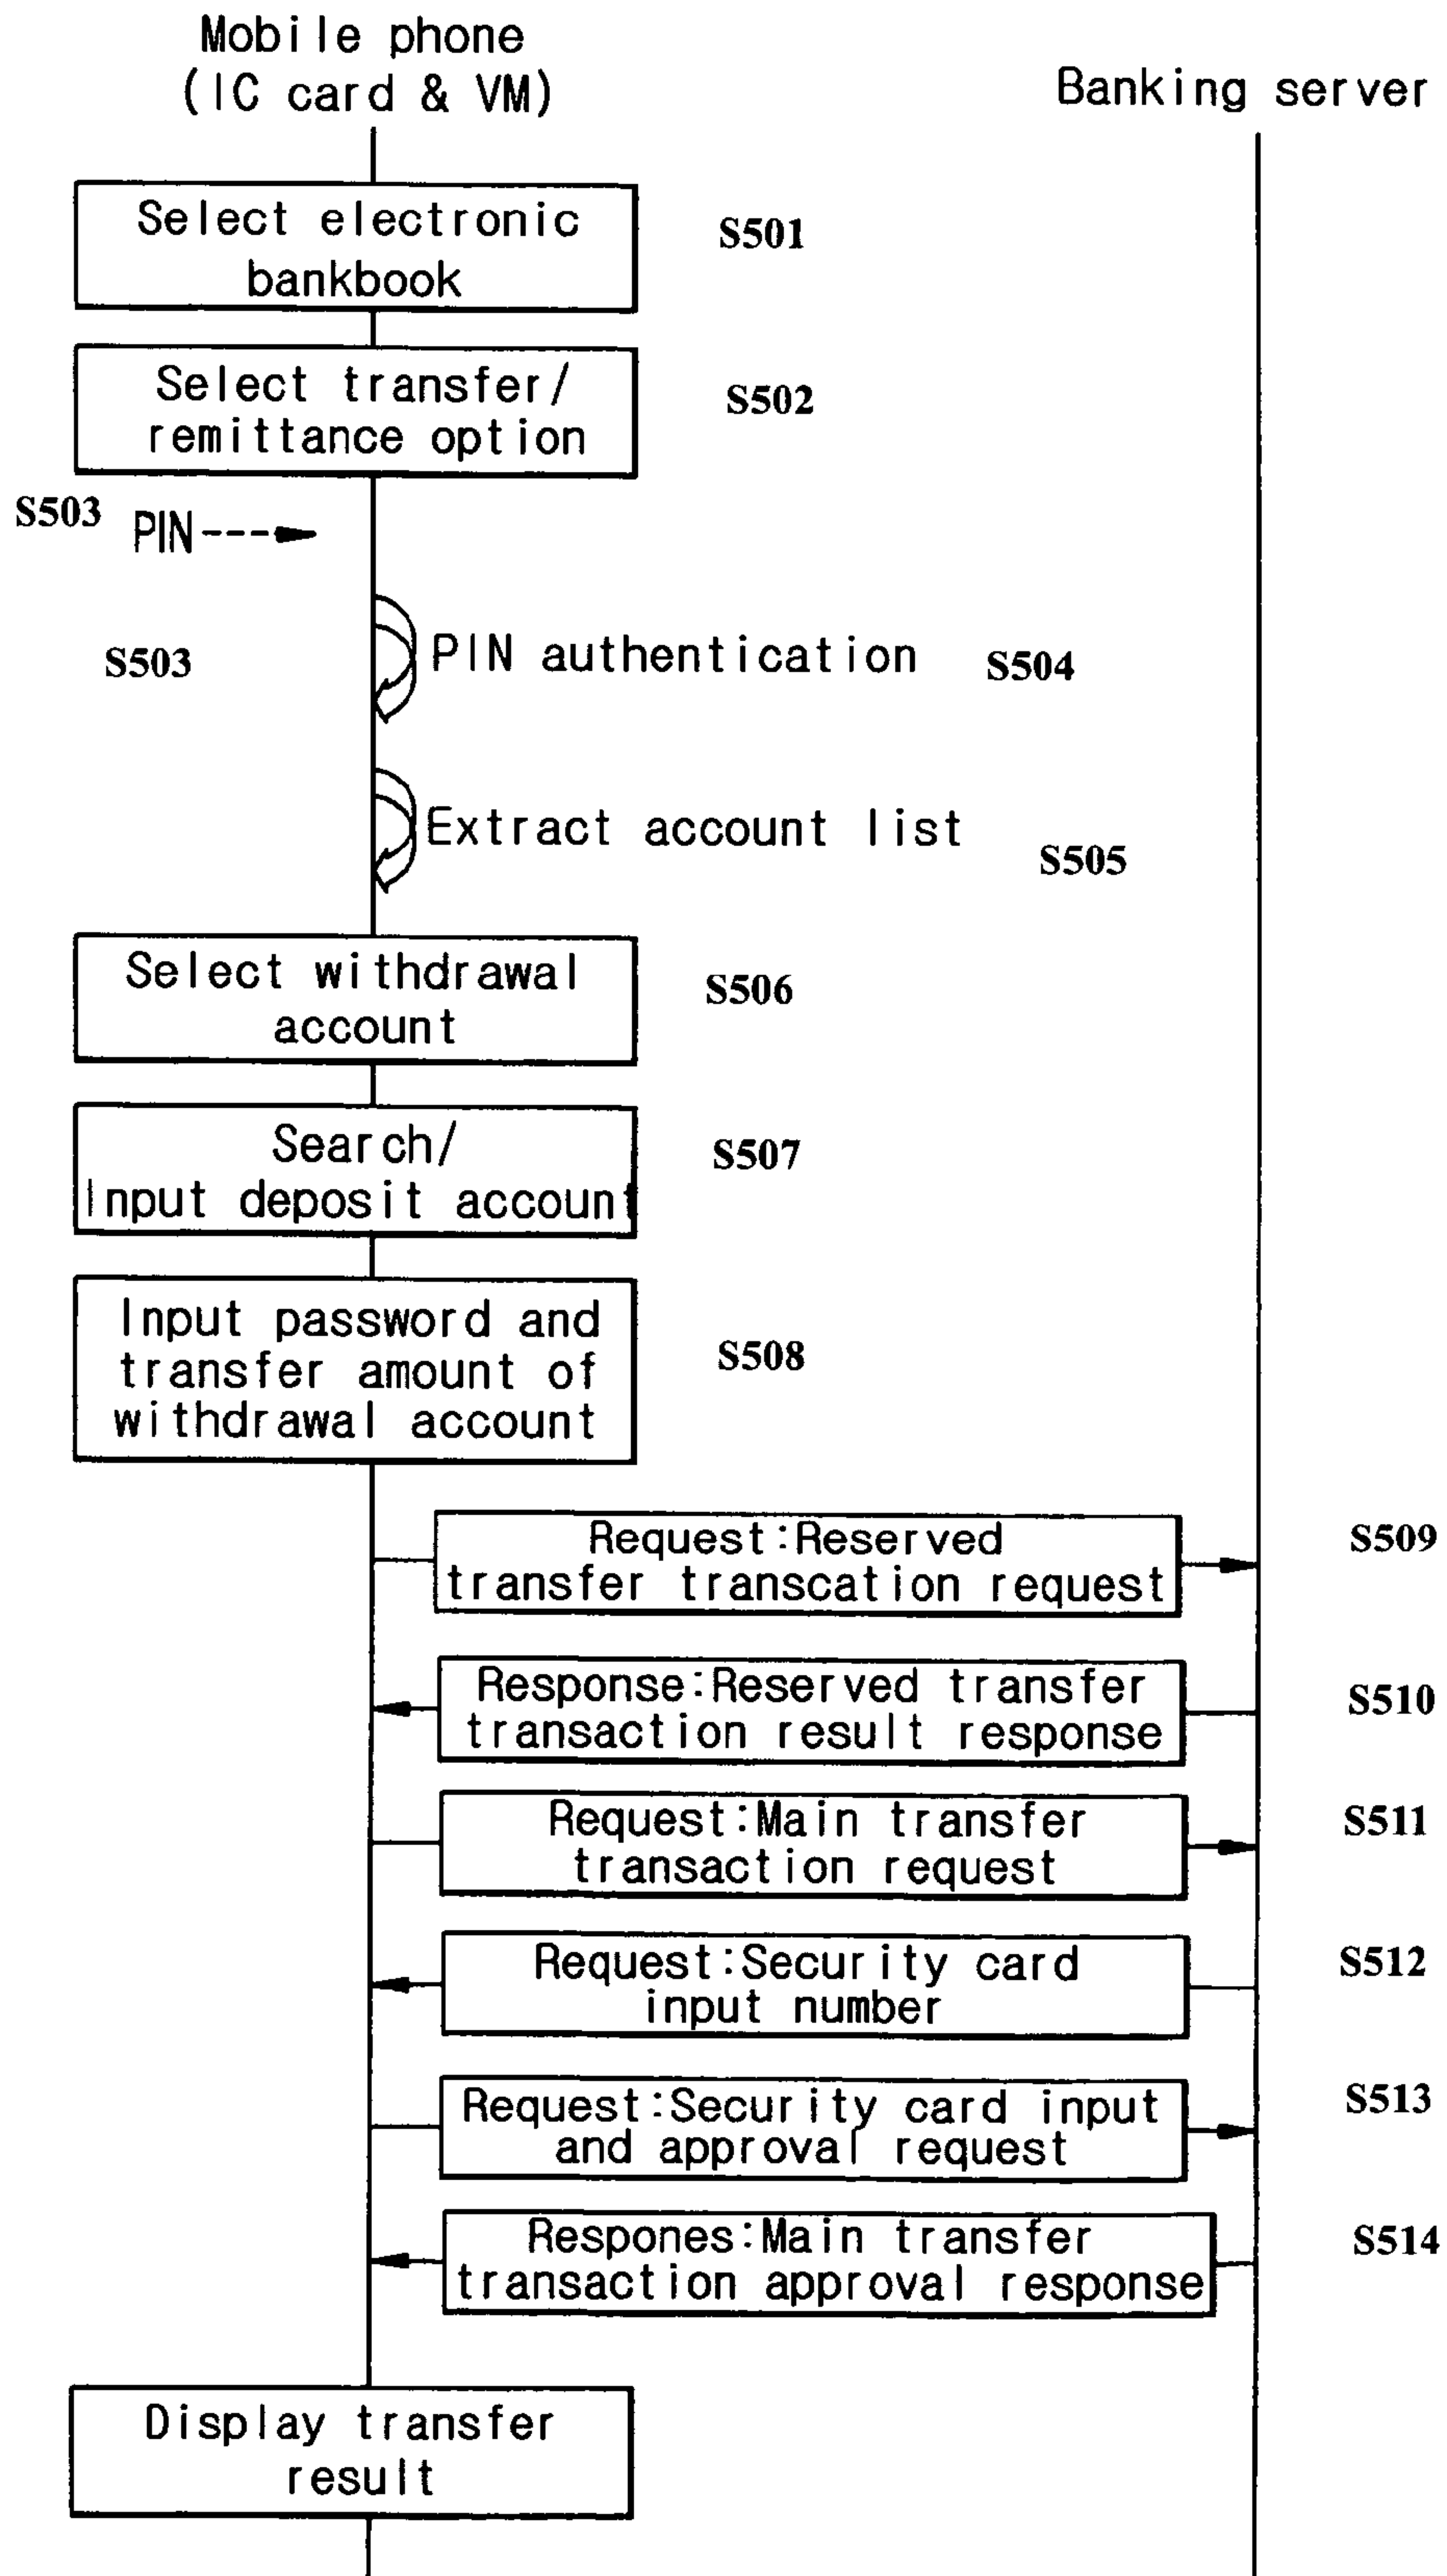 Mobile phone
(IC card & VM)
Banking server
Select electronic
bankbook
S501
Select transfer/
remittance option
S502
S503
PIN
S503
PIN authentication
S504
Extract account list
S505
Select withdrawal
account
S506
Search/
Input deposit account
S507
Input password and
transfer amount of
withdrawal account
S508
Request:Reserved
transfer transcation request
S509
Response:Reserved transfer
transaction result response
S510
Request:Main transfer
transaction request
S511
Request:Security card
input number
S512
Request:Security card input
and approval request
S513
Respones:Main transfer
transaction approval response
S514
Display transfer
result